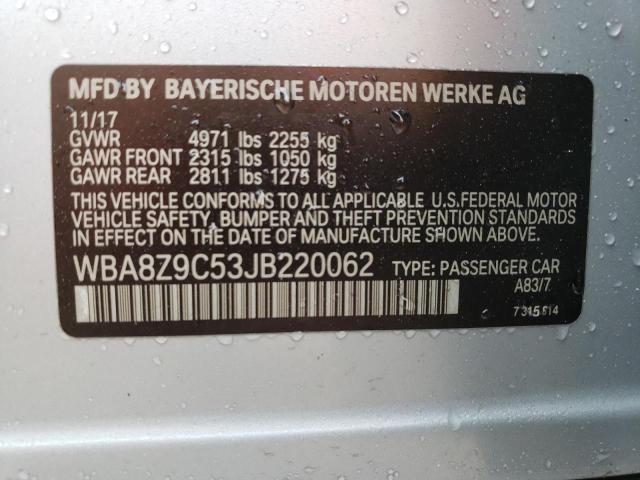 MFD BY BAYERISCHE MOTOREN WERKE AG
11/17
GVWR 4971 lbs 2255 kg
GAWR FRONT 2315 lbs 1050 kg
GAWR REAR 2811 lbs 1275 kg
THIS VEHICLE CONFORMS TO ALL APPLICABLE U.S.FEDERAL MOTOR
VEHICLE SAFETY, BUMPER AND THEFT PREVENTION STANDARDS
IN EFFECT ON THE DATE OF MANUFACTURE SHOWN ABOVE.
WBA8Z9C53JB220062 TYPE: PASSENGER CAR
A83/7